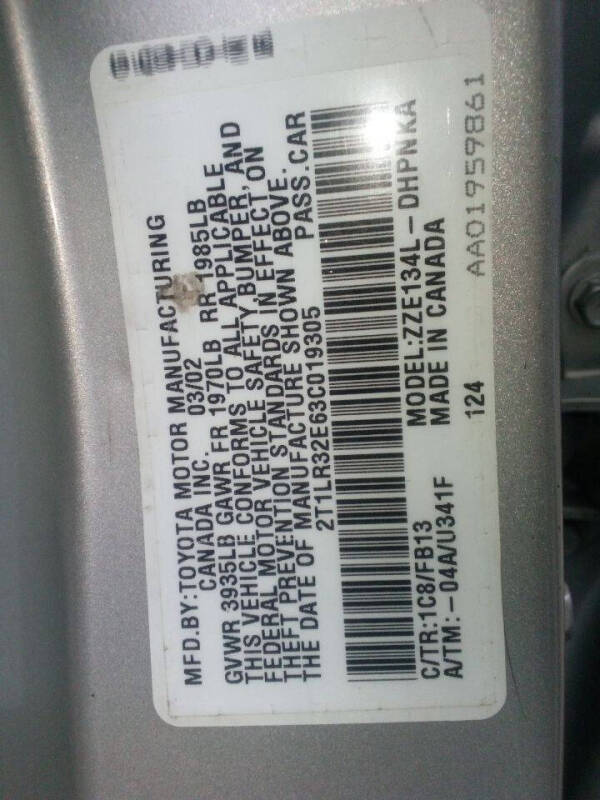 MFD.BY:TOYOTA MOTOR MANUFACTURING
CANADA INC. 03/02
GVWR 3935LB GAWR FR 1970LB RR 1985LB
THIS VEHICLE CONFORMS TO ALL APPLICABLE
FEDERAL MOTOR VEHICLE SAFETY,BUMPER, AND
THEFT PREVENTION STANDARDS IN EFFECT ON
THE DATE OF MANUFACTURE SHOWN ABOVE.
2T1LR32E63C019305 PASS.CAR
C/TR:1C8/FB13 MODEL:ZZE134L-DHPNKA
A/TM:-04A/U341F MADE IN CANADA
124 AA01959861